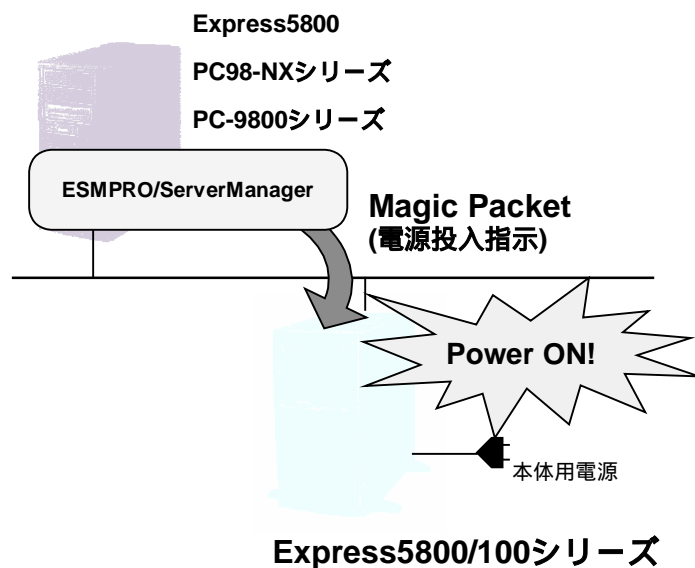 Express5800
PC98-NXシリーズ
PC-9800シリーズ
ESMPRO/ServerManager
Magic Packet
(電源投入指示)
Power ON!
本体用電源
Express5800/100シリーズ